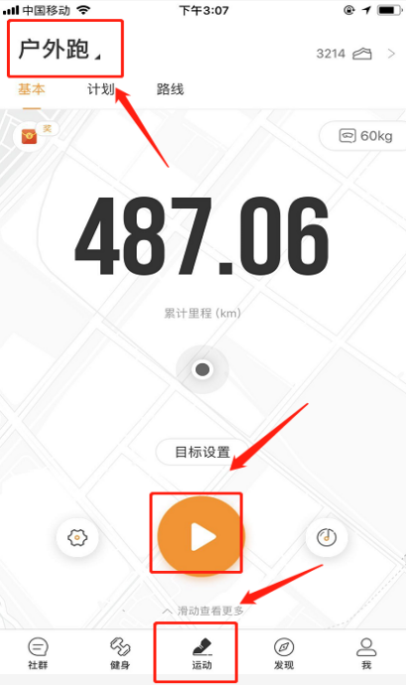 中国移动 下午3:07
户外跑 3214
基本 计划 路线
奖 60kg
487.06
累计里程 (km)
目标设置
滑动查看更多
社群 健身 运动 发现 我